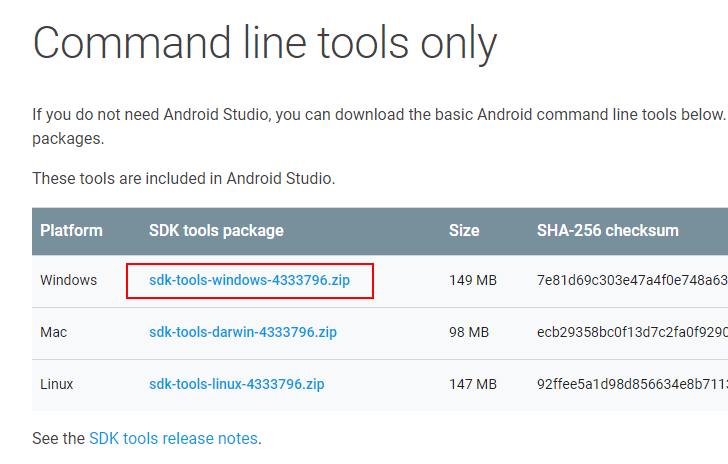 Command line tools only
If you do not need Android Studio, you can download the basic Android command line tools below.
packages.
These tools are included in Android Studio.
Platform SDK tools package Size SHA-256 checksum
Windows sdk-tools-windows-4333796.zip 149 MB 7e81d69c303e47a4f0e748a63
Mac sdk-tools-darwin-4333796.zip 98 MB ecb29358bc0f13d7c2fa0f9290
Linux sdk-tools-linux-4333796.zip 147 MB 92ffee5a1d98d856634e8b711
See the SDK tools release notes.